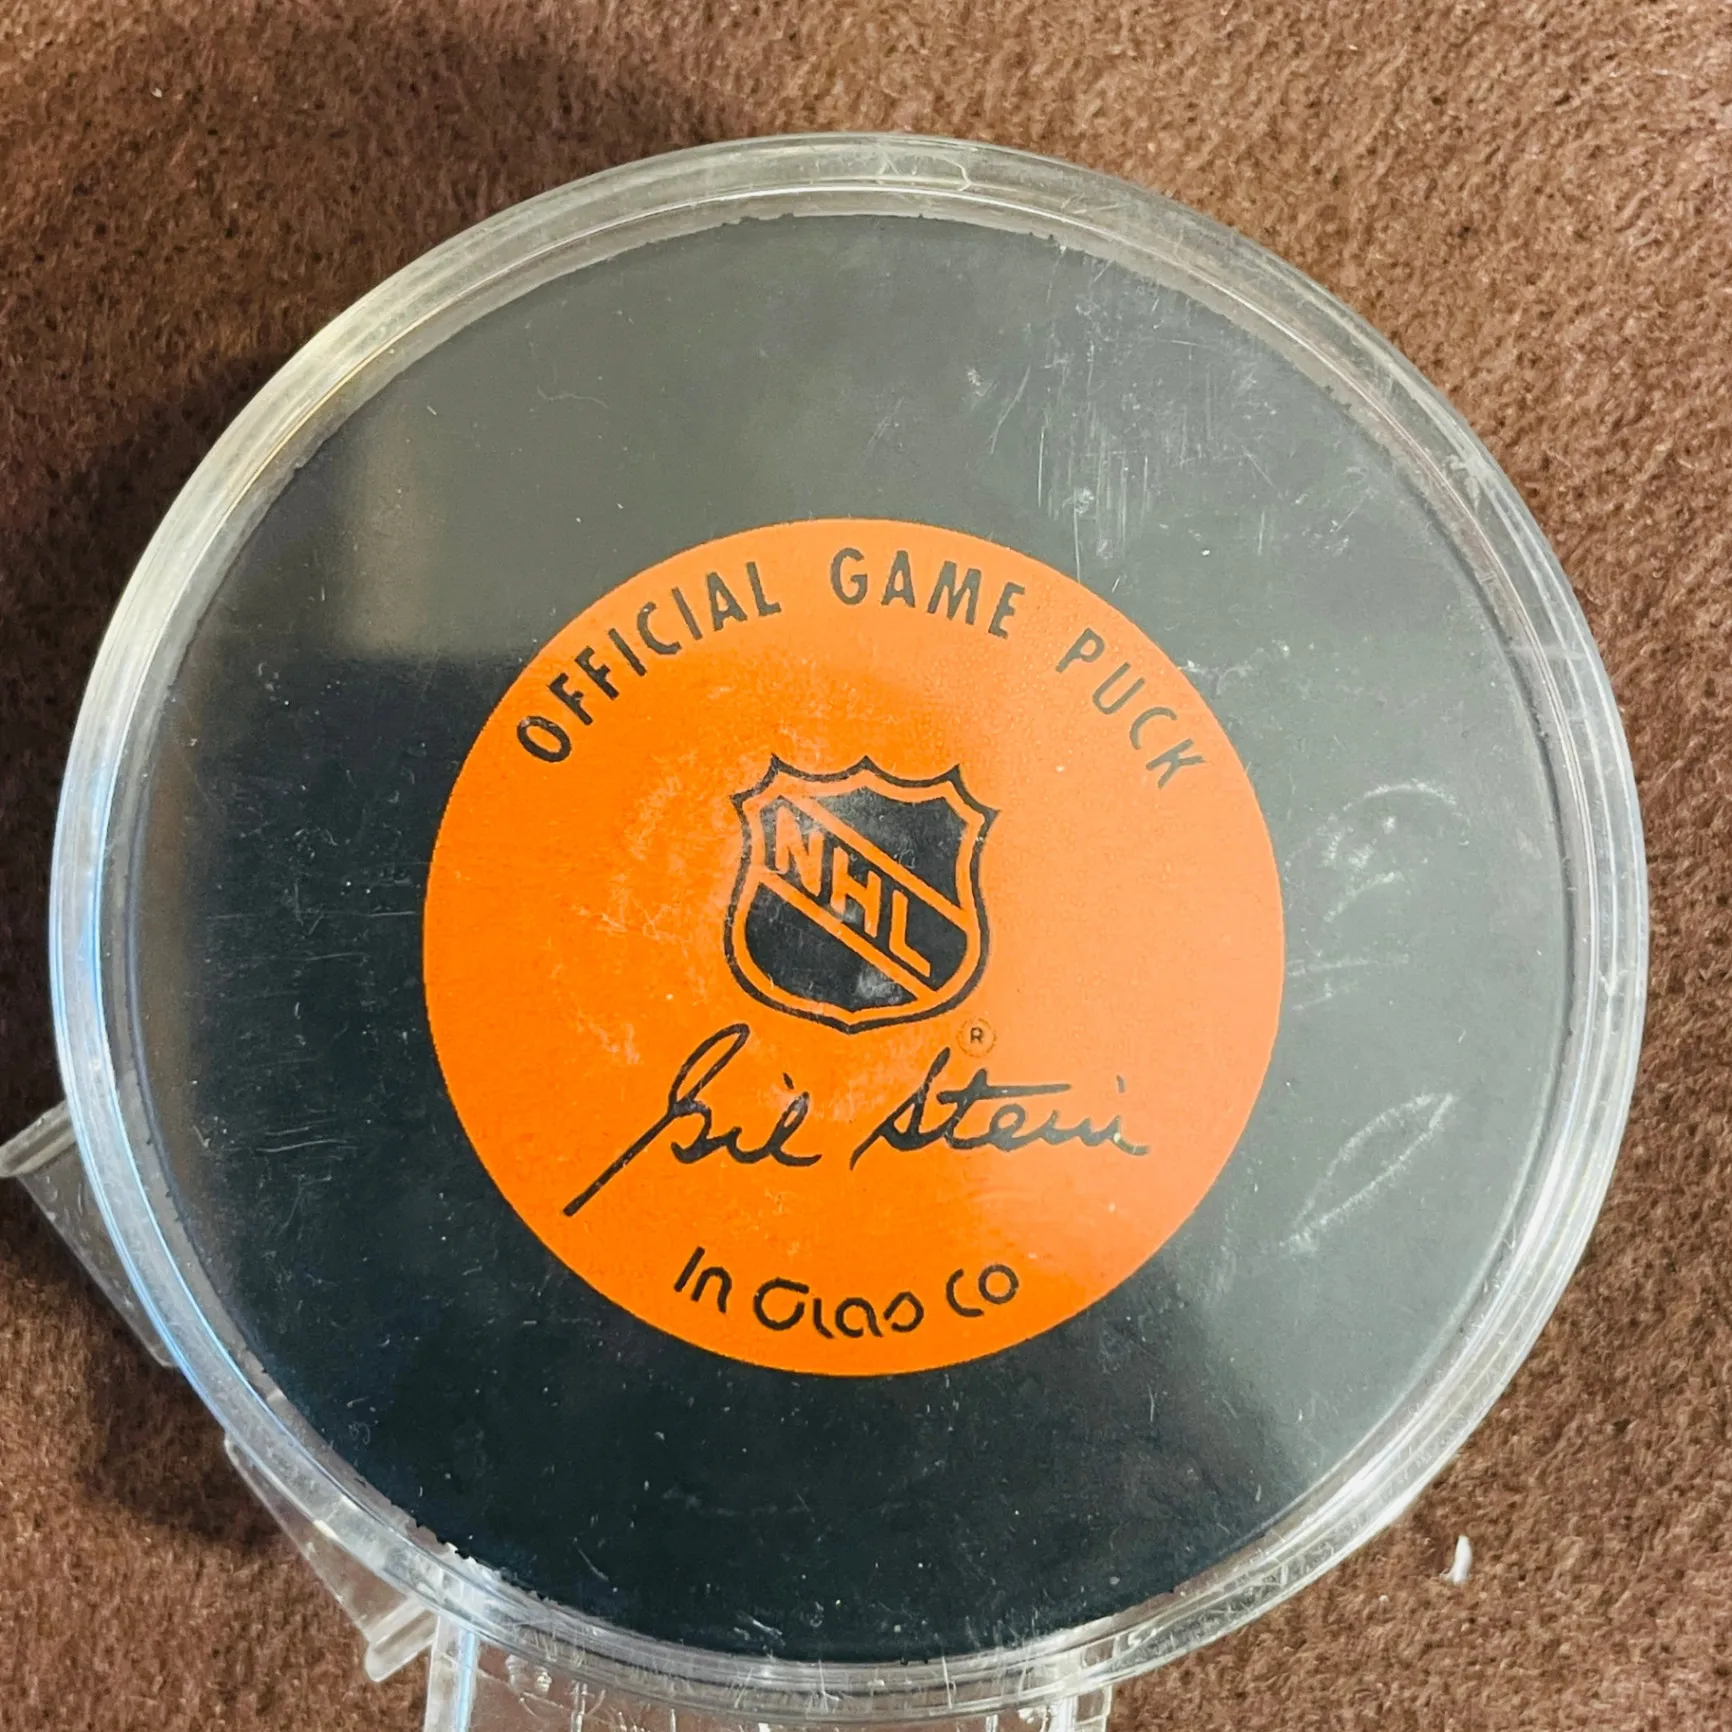 OFFICIAL GAME PUCK
NHL
®
Gil Stein
In Glas Co